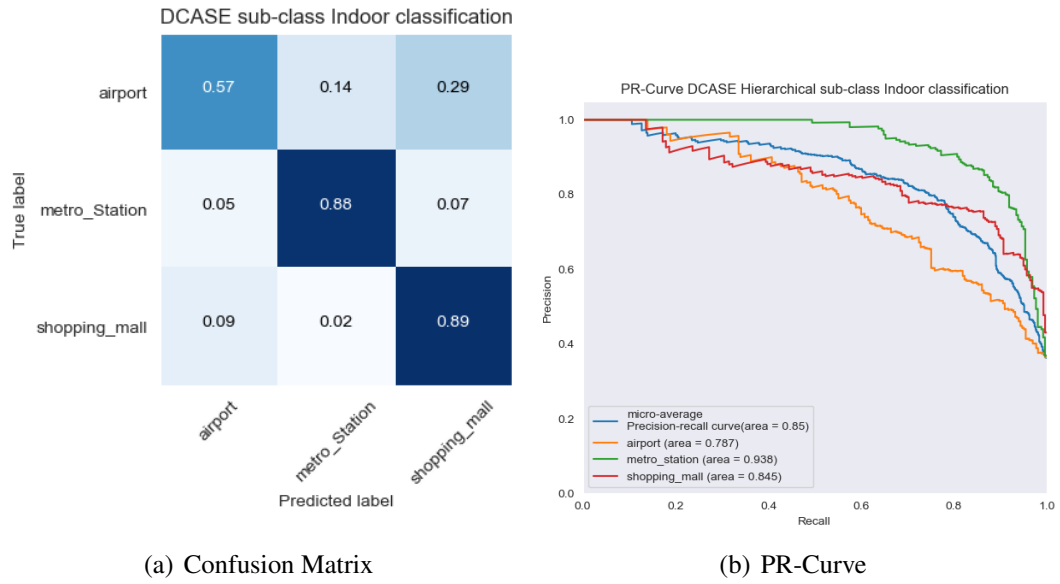 DCASE sub-class Indoor classification
True label
airport
0.57 0.14 0.29
metro_Station
0.05 0.88 0.07
shopping_mall
0.09 0.02 0.89
airport
metro_Station
shopping_mall
Predicted label
(a) Confusion Matrix
PR-Curve DCASE Hierarchical sub-class Indoor classification
Precision
1.0
0.8
0.6
0.4
0.2
0.0
micro-average
Precision-recall curve(area = 0.85)
airport (area = 0.787)
metro_station (area = 0.938)
shopping_mall (area = 0.845)
0.0 0.2 0.4 0.6 0.8 1.0
Recall
(b) PR-Curve